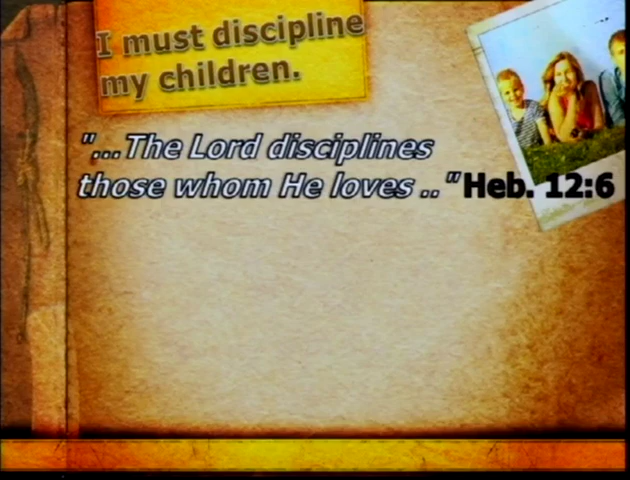 I must discipline
my children.
"...The Lord disciplines
those whom He loves .." Heb. 12:6